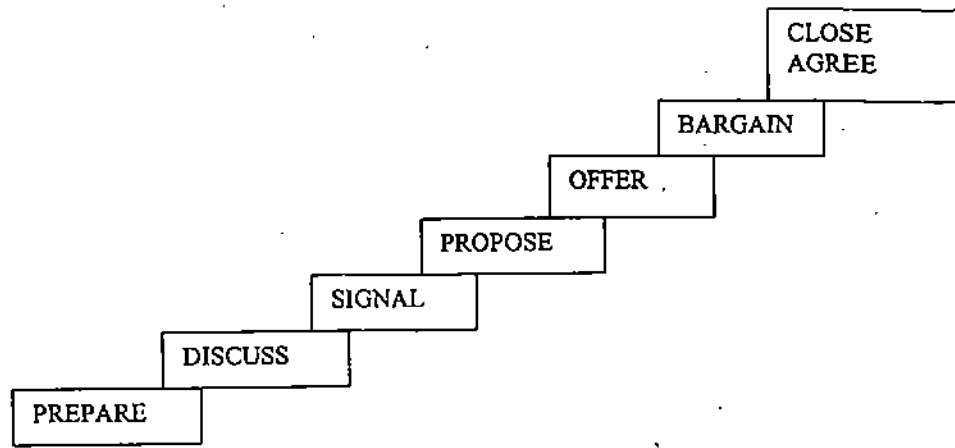 CLOSE
AGREE
BARGAIN
OFFER
PROPOSE
SIGNAL
DISCUSS
PREPARE